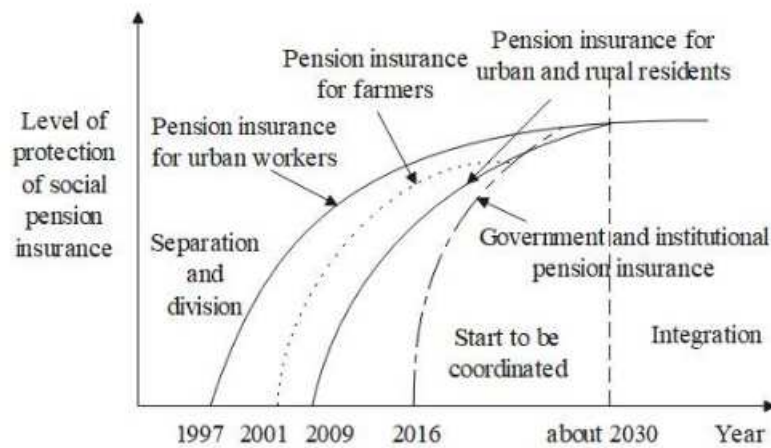 Level of
protection
of social
pension
insurance
Pension insurance
for urban workers
Pension insurance
for farmers
Pension insurance for
urban and rural residents
Government and institutional
pension insurance
Separation
and
division
Start to be
coordinated
Integration
1997 2001 2009 2016 about 2030 Year